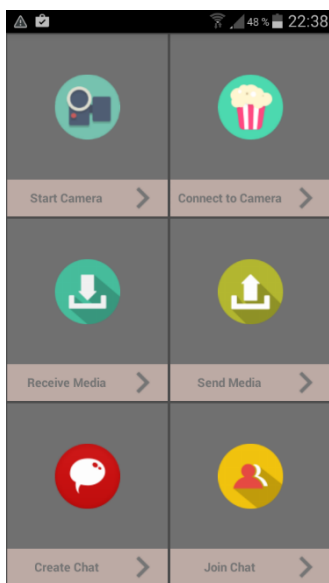 48 % 22:38
Start Camera
Connect to Camera
Receive Media
Send Media
Create Chat
Join Chat